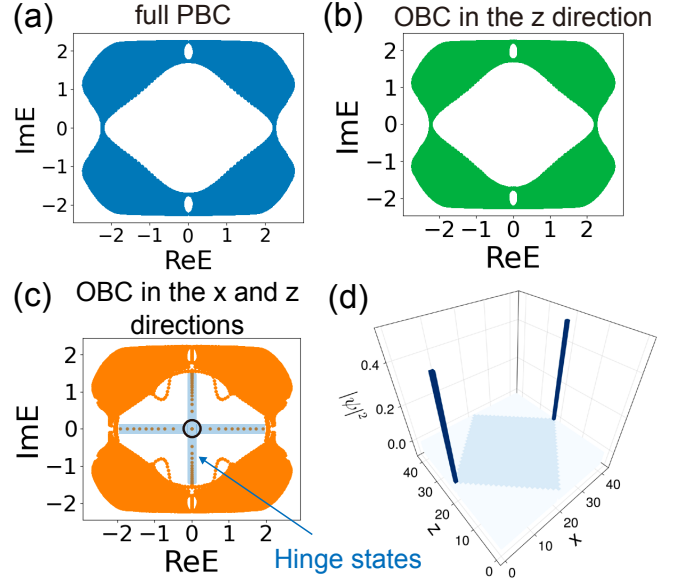 (a) full PBC
ImE
2
1
0
−1
−2
−2 −1 0 1 2
ReE
(b) OBC in the z direction
ImE
2
1
0
−1
−2
−2 −1 0 1 2
ReE
(c) OBC in the x and z
directions
ImE
2
1
0
−1
−2
−2 −1 0 1 2
ReE
Hinge states
(d)
|ψ|²
0.4
0.2
0.0
40
30
20
10
0
z
0
10
20
30
40
x